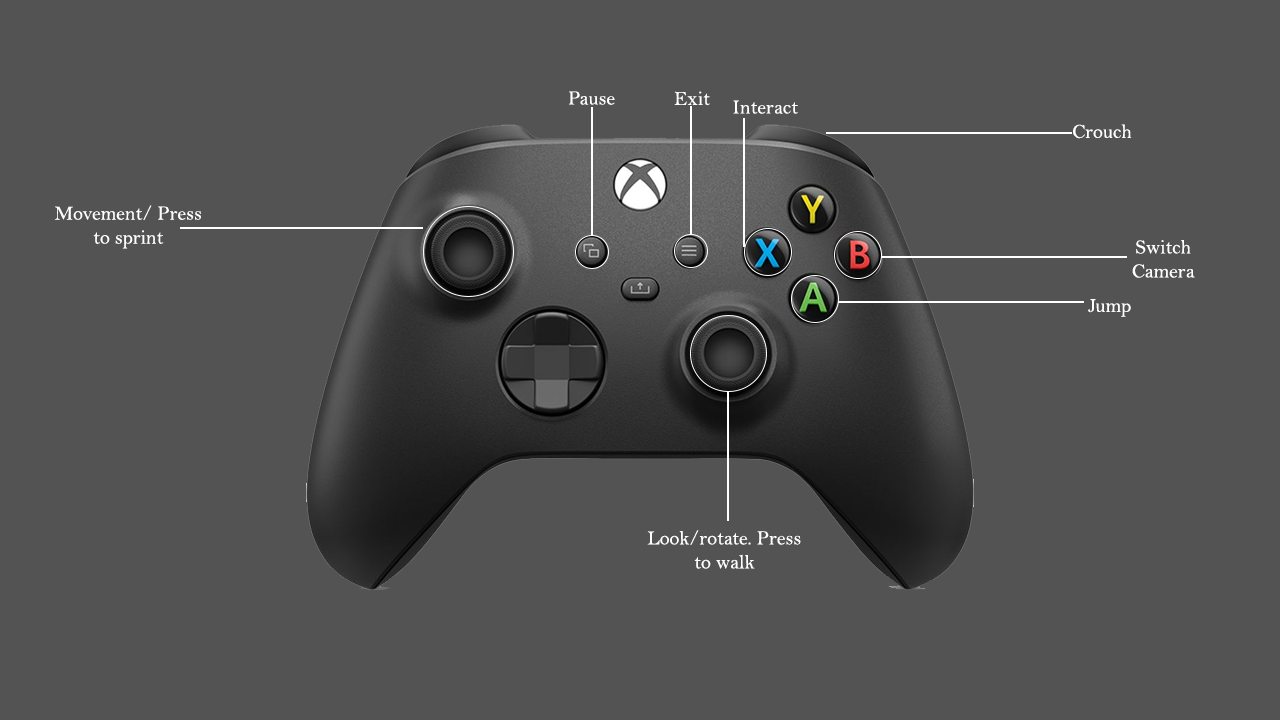 Pause
Exit
Interact
Crouch
Movement/ Press
to sprint
Y
X
B
A
Switch
Camera
Jump
Look/rotate. Press
to walk